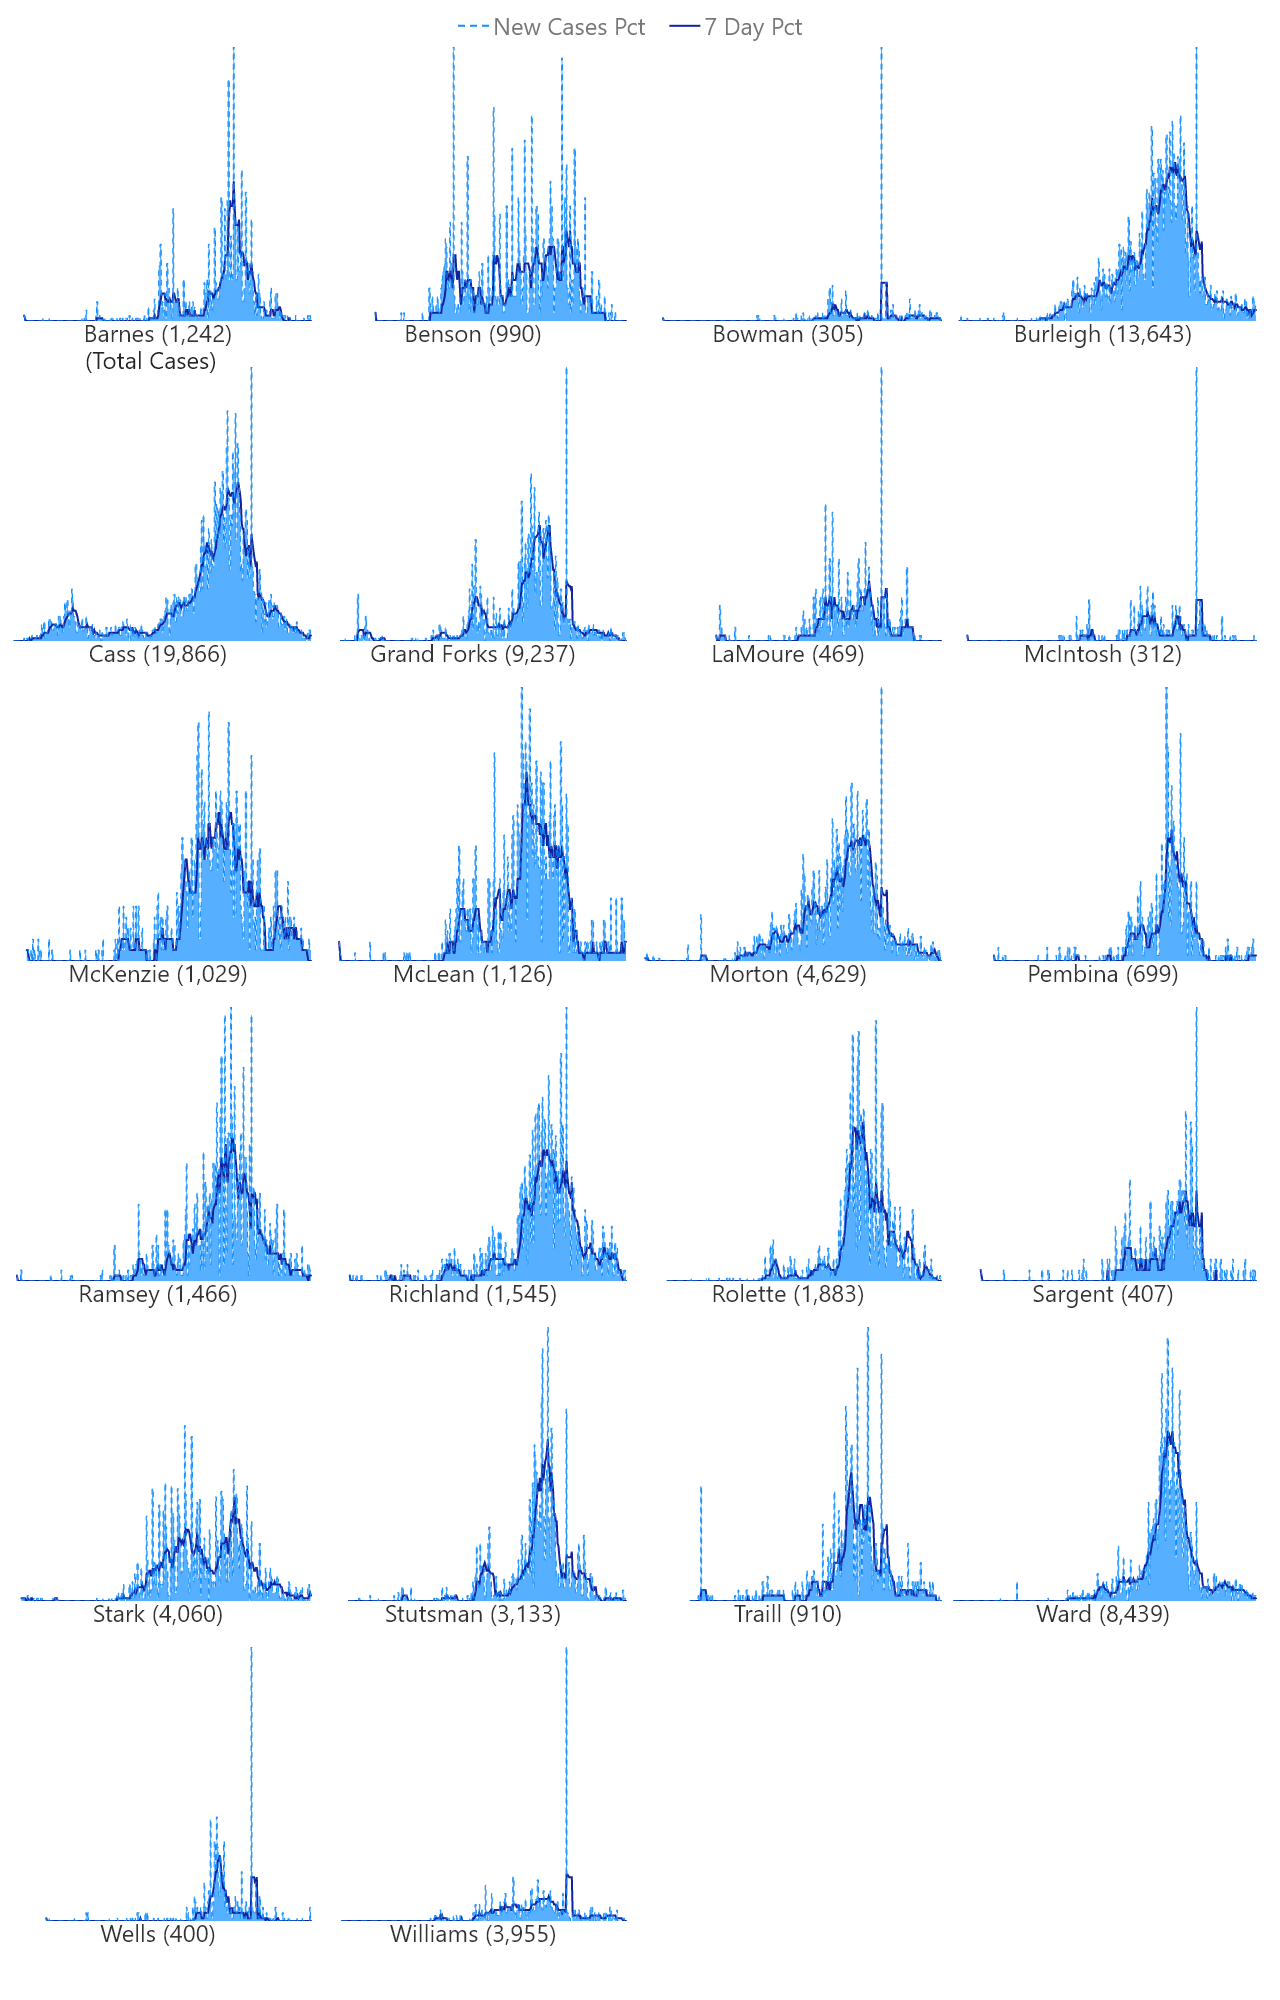 New Cases Pct 7 Day Pct
Barnes (1,242) Benson (990) Bowman (305) Burleigh (13,643)
(Total Cases)
Cass (19,866) Grand Forks (9,237) LaMoure (469) McIntosh (312)
McKenzie (1,029) McLean (1,126) Morton (4,629) Pembina (699)
Ramsey (1,466) Richland (1,545) Rolette (1,883) Sargent (407)
Stark (4,060) Stutsman (3,133) Traill (910) Ward (8,439)
Wells (400) Williams (3,955)